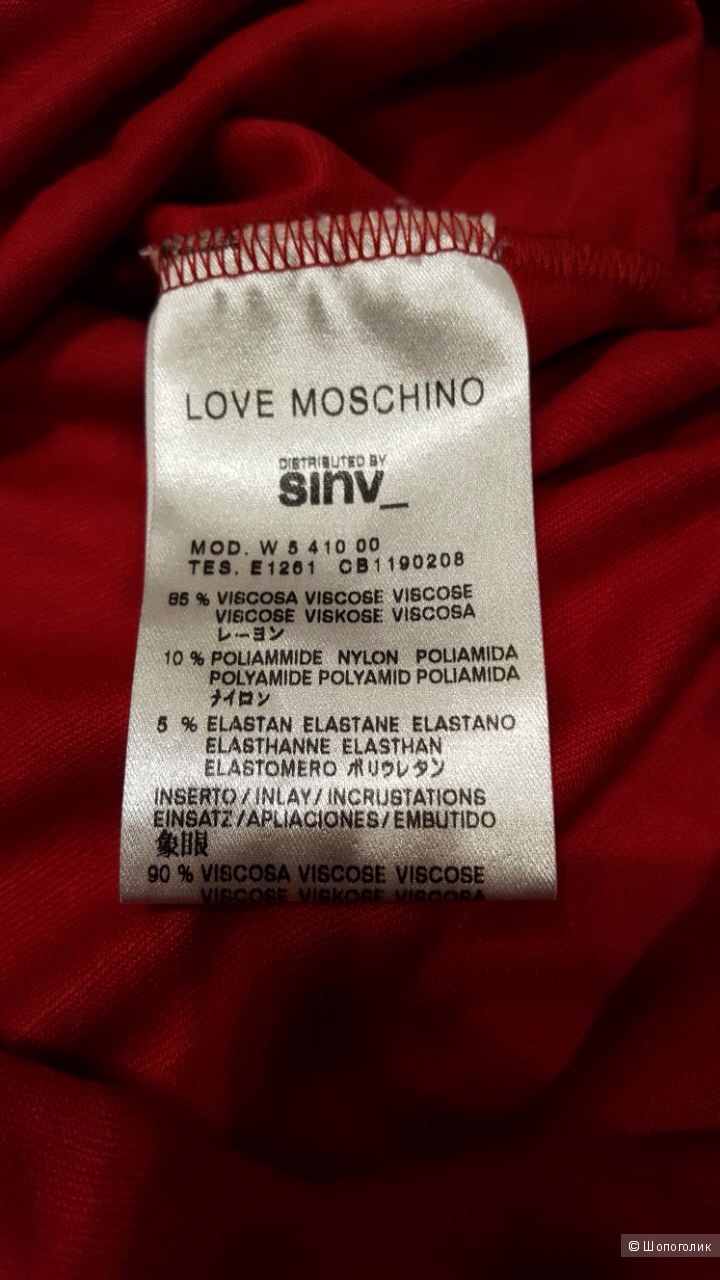 LOVE MOSCHINO
DISTRIBUTED BY
sinv_
MOD. W 5 410 00
TES. E1261 CB1190208
85 % VISCOSA VISCOSE VISCOSE
VISCOSE VISKOSE VISCOSA
レーヨン
10 % POLIAMMIDE NYLON POLIAMIDA
POLYAMIDE POLYAMID POLIAMIDA
ナイロン
5 % ELASTAN ELASTANE ELASTANO
ELASTHANNE ELASTHAN
ELASTOMERO ポリウレタン
INSERTO/INLAY/INCRUSTATIONS
EINSATZ/APLIACIONES/EMBUTIDO
象眼
90 % VISCOSA VISCOSE VISCOSE
VISCOSE VISKOSE VISCOSA
© Шопоголик